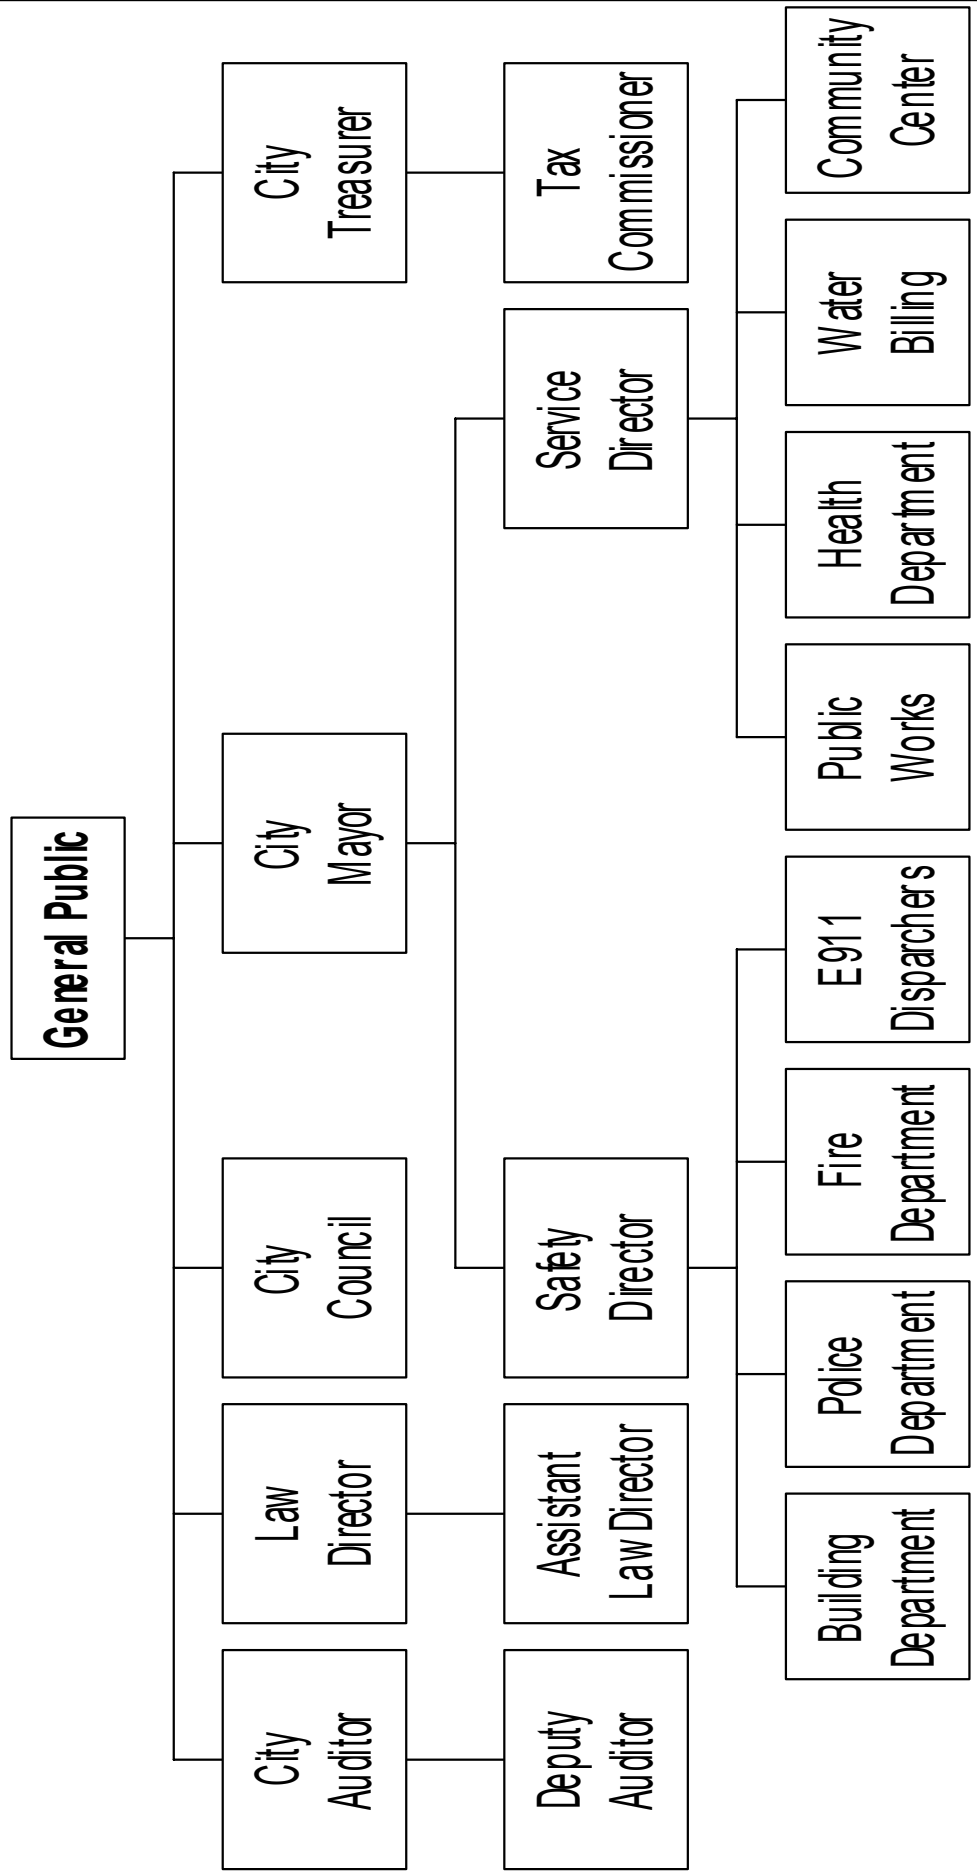 General Public
City
Auditor
Law
Director
City
Council
City
Mayor
City
Treasurer
Deputy
Auditor
Assistant
Law Director
Safety
Director
Service
Director
Tax
Commissioner
Building
Department
Police
Department
Fire
Department
E911
Disparchers
Public
Works
Health
Department
Water
Billing
Community
Center